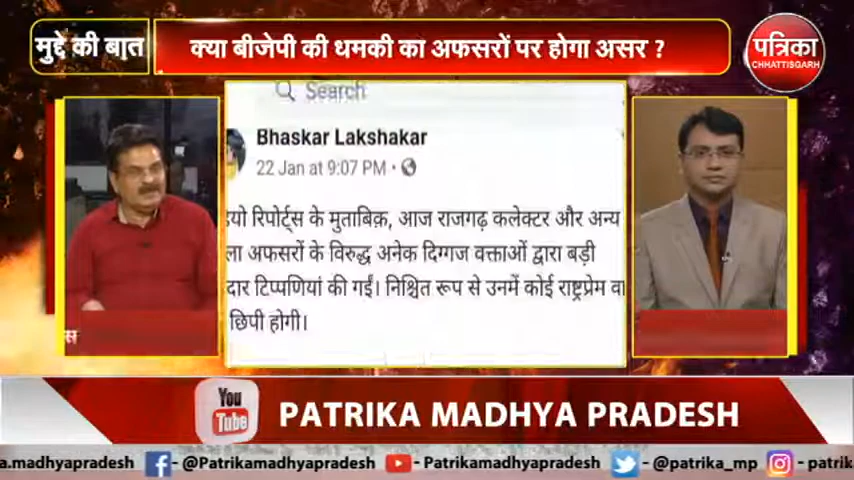 मुद्दे की बात
क्या बीजेपी की धमकी का अफसरों पर होगा असर ?
पत्रिका
CHHATTISGARH
Search
Bhaskar Lakshakar
22 Jan at 9:07 PM •
रिपोर्ट्स के मुताबिक़, आज राजगढ़ कलेक्टर और अन्य
अफसरों के विरुद्ध अनेक दिग्गज वक्ताओं द्वारा बड़ी
दार टिप्पणियां की गईं। निश्चित रूप से उनमें कोई राष्ट्रप्रेम
छिपी होगी।
You
Tube
PATRIKA MADHYA PRADESH
a.madhyapradesh - @Patrikamadhyapradesh - Patrikamadhyapradesh - @patrika_mp - patrik